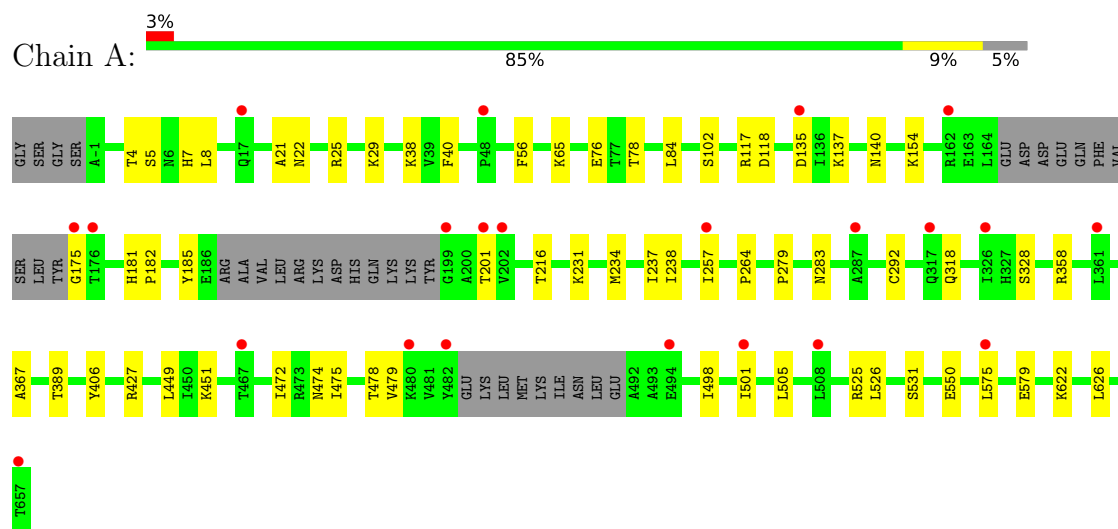 3%
Chain A:
85% 9% 5%
GLY SER GLY SER A-1 T4 S5 N6 H7 L8 Q17 A21 N22 R25 K29 K38 V39 F40 P48 F56 K65 E76 T77 T78 L84 S102 R117 D118 D135 I136 K137 N140 K154 R162 E163 L164 GLU ASP ASP GLU GLN PHE VAL
SER LEU TYR G175 T176 H181 P182 Y185 E186 ARG ALA VAL LEU ARG LYS ASP HIS GLN LYS LYS TYR G199 A200 T201 V202 T216 K231 M234 I237 I238 I257 P264 P279 N283 A287 C292 Q317 Q318 I326 H327 S328 R358 L361
A367 T389 Y406 R427 L449 I450 K451 T467 I472 R473 N474 I475 T478 V479 K480 V481 Y482 GLU LYS LEU MET LYS ILE ASN LEU GLU A492 A493 E494 I498 I501 L505 L508 R525 L526 S531 E550 L575 E579 K622 L626
T657